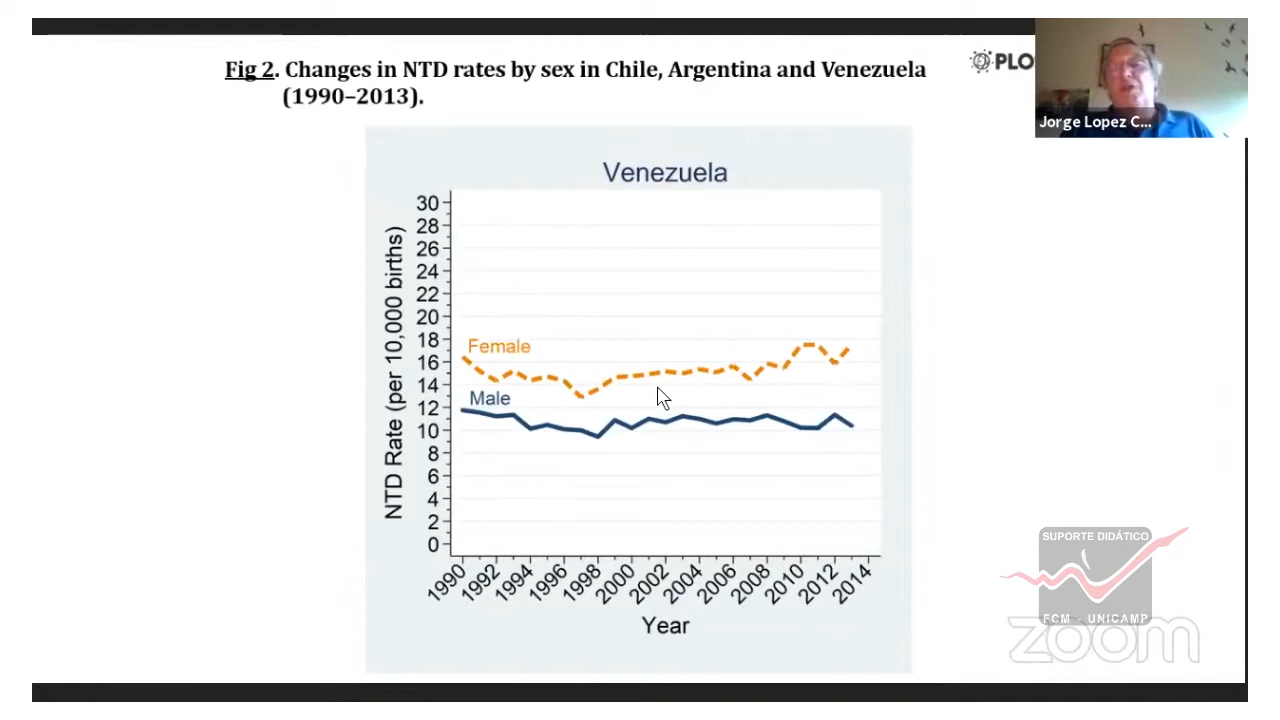 Fig 2. Changes in NTD rates by sex in Chile, Argentina and Venezuela
(1990–2013).
PLO
Jorge Lopez C...
Venezuela
NTD Rate (per 10,000 births)
30
28
26
24
22
20
18
16
14
12
10
8
6
4
2
0
Female
Male
1990 1992 1994 1996 1998 2000 2002 2004 2006 2008 2010 2012 2014
Year
SUPORTE DIDÁTICO
FCM - UNICAMP
zoom